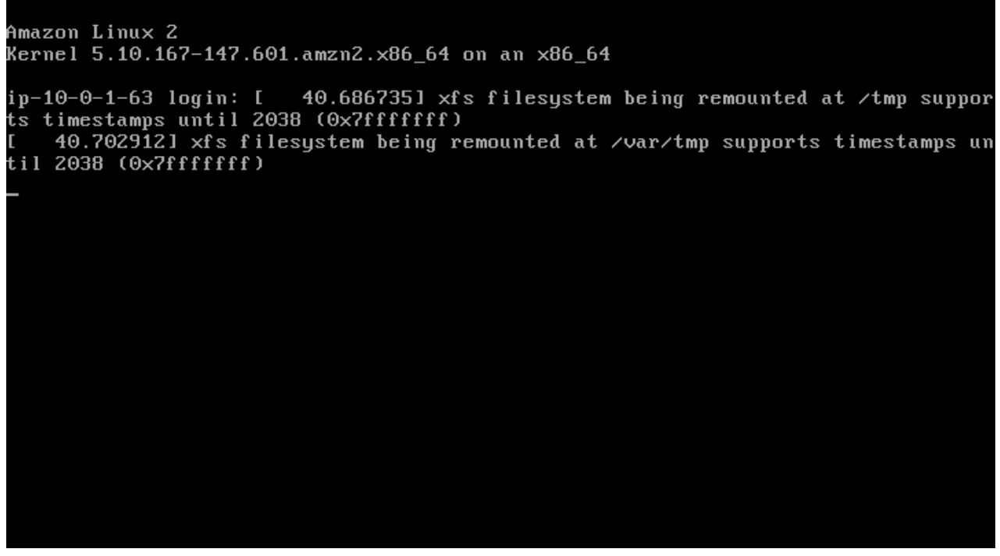 Amazon Linux 2
Kernel 5.10.167-147.601.amzn2.x86_64 on an x86_64
ip-10-0-1-63 login: [   40.686735] xfs filesystem being remounted at /tmp suppor
ts timestamps until 2038 (0x7fffffff)
[   40.702912] xfs filesystem being remounted at /var/tmp supports timestamps un
til 2038 (0x7fffffff)